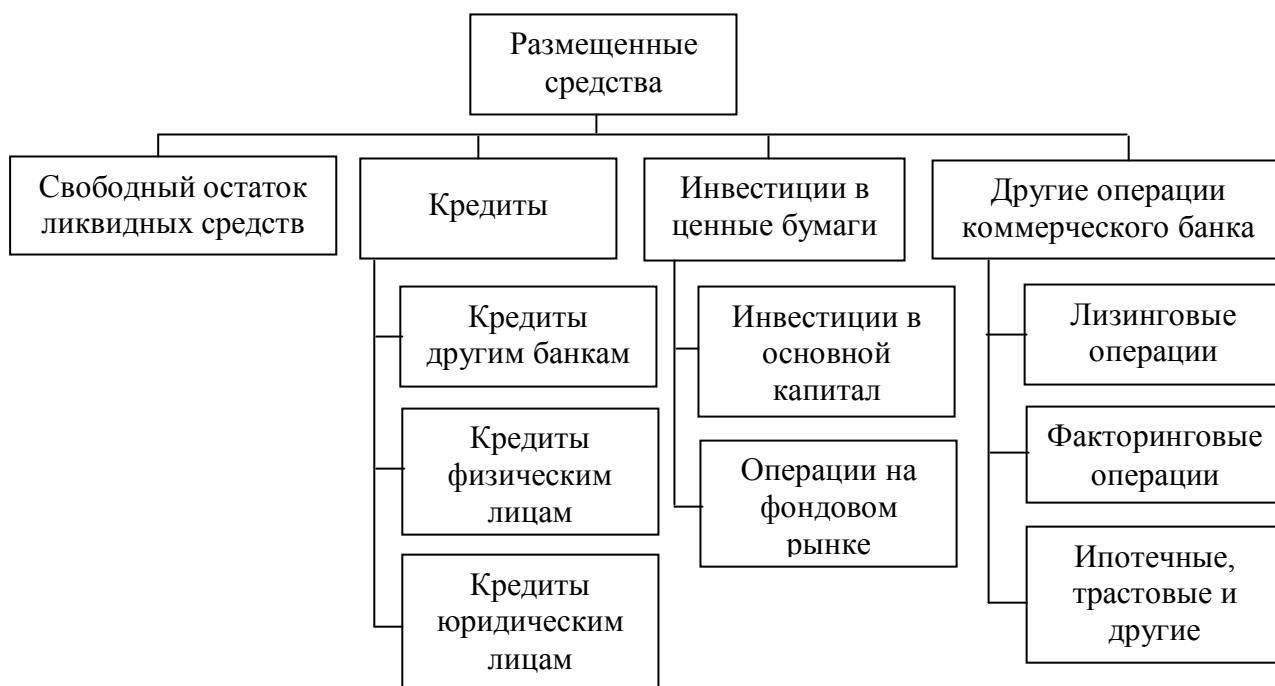 Размещенные
средства
Свободный остаток
ликвидных средств
Кредиты
Инвестиции в
ценные бумаги
Другие операции
коммерческого банка
Кредиты
другим банкам
Кредиты
физическим
лицам
Кредиты
юридическим
лицам
Инвестиции в
основной
капитал
Операции на
фондовом
рынке
Лизинговые
операции
Факторинговые
операции
Ипотечные,
трастовые и
другие